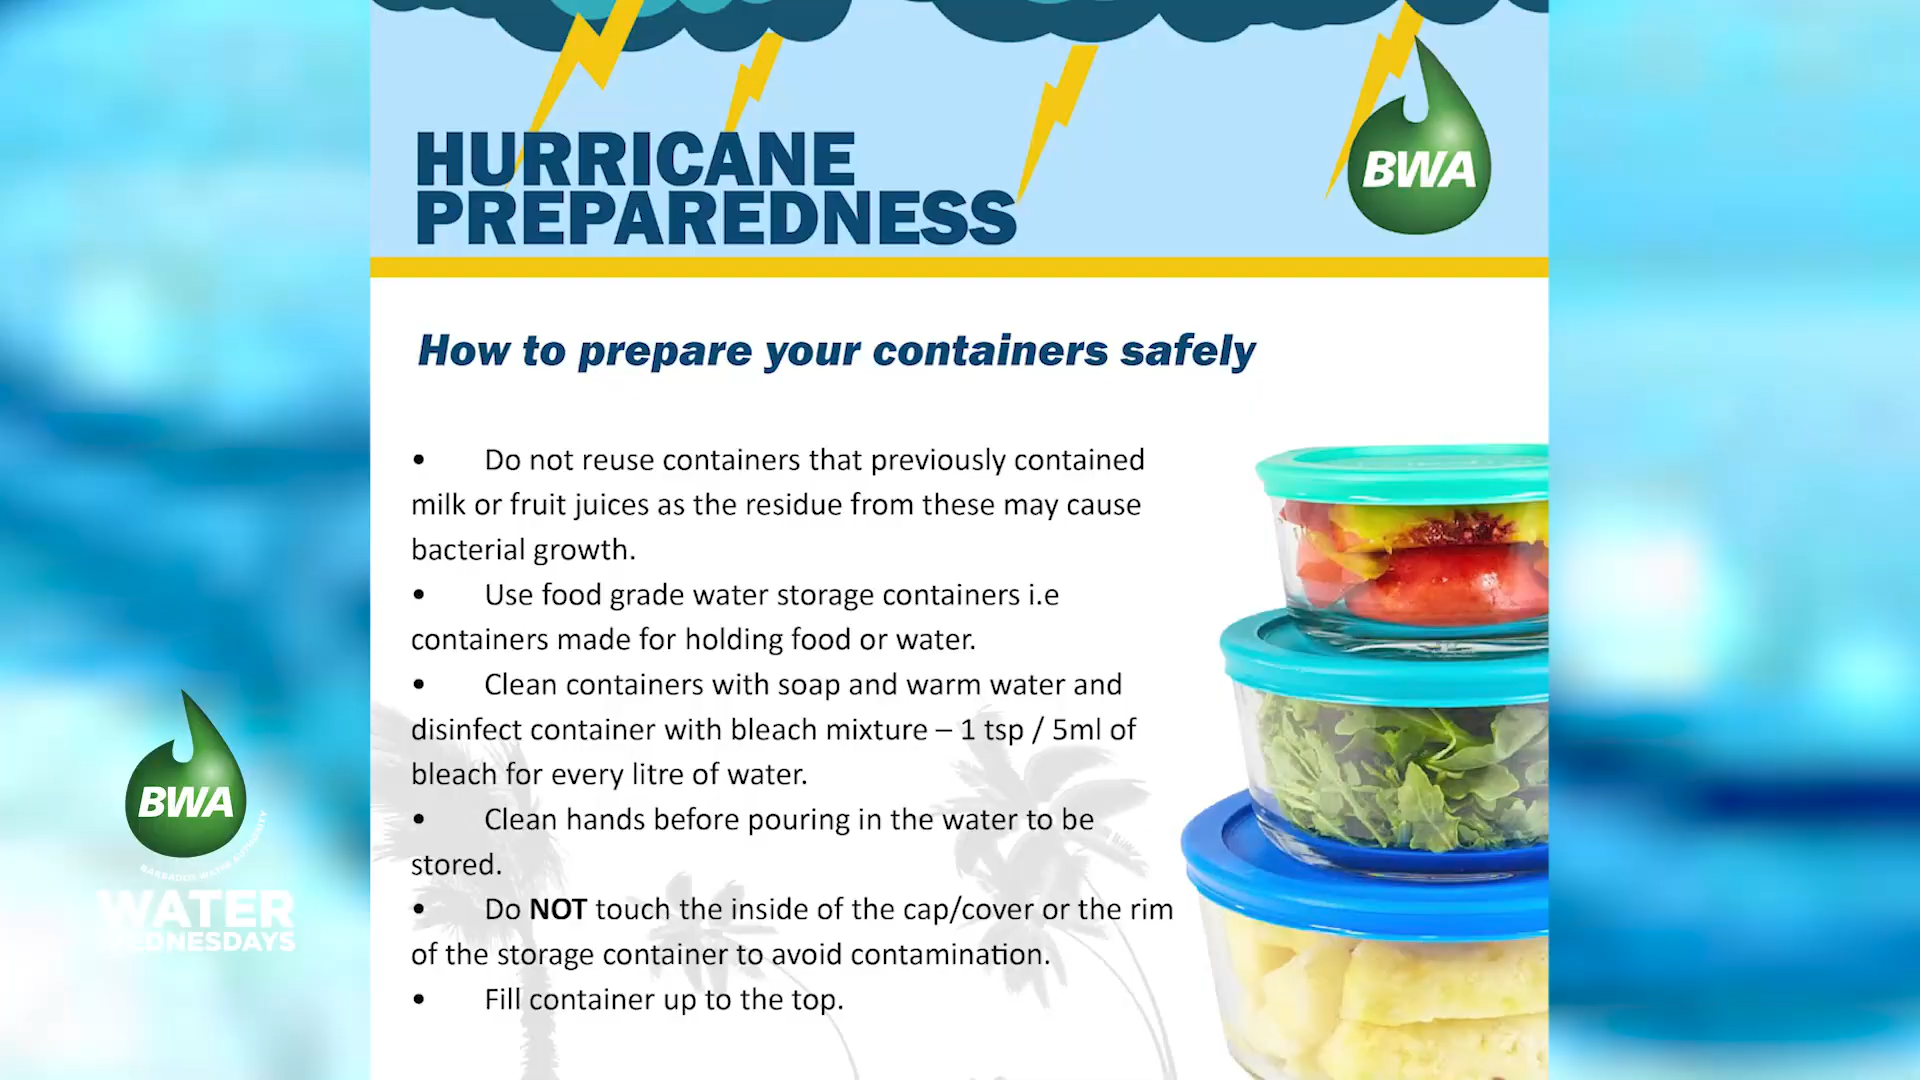 HURRICANE
PREPAREDNESS
BWA
How to prepare your containers safely
• Do not reuse containers that previously contained
milk or fruit juices as the residue from these may cause
bacterial growth.
• Use food grade water storage containers i.e
containers made for holding food or water.
• Clean containers with soap and warm water and
disinfect container with bleach mixture – 1 tsp / 5ml of
bleach for every litre of water.
• Clean hands before pouring in the water to be
stored.
• Do NOT touch the inside of the cap/cover or the rim
of the storage container to avoid contamination.
• Fill container up to the top.
BWA
BARBADOS WATER AUTHORITY
WATER
WEDNESDAYS